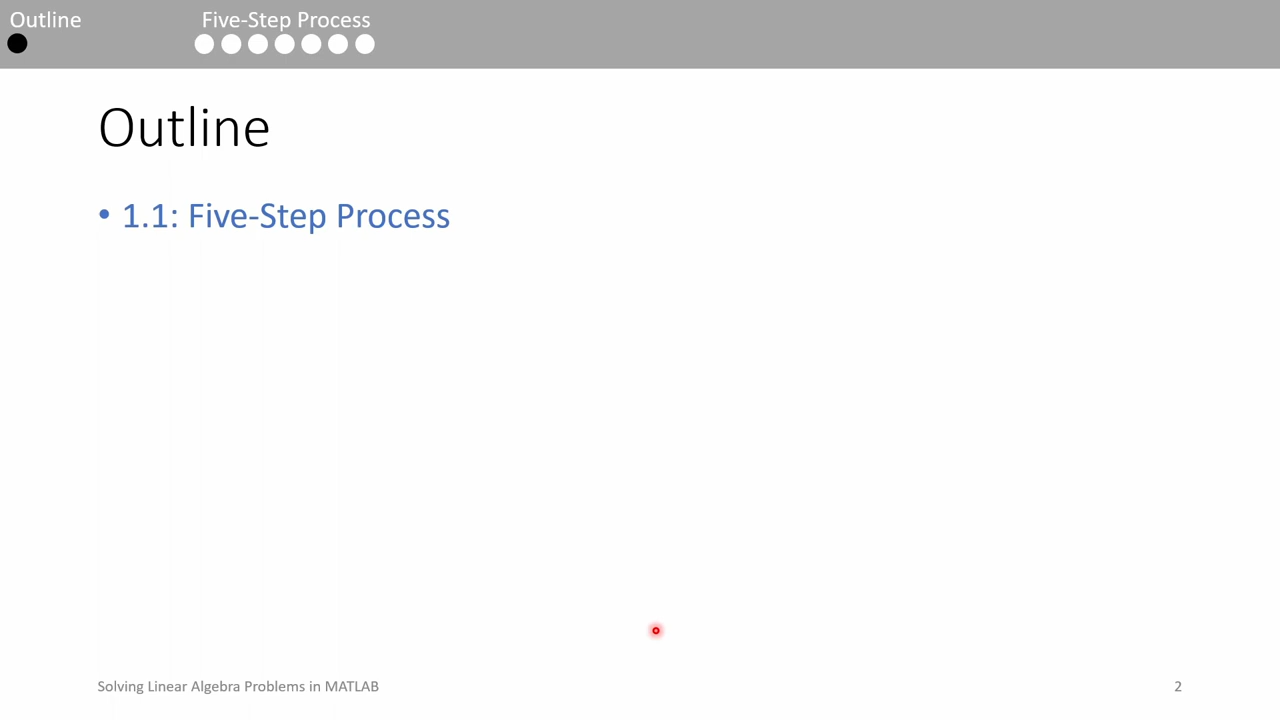 Outline
Five-Step Process
Outline
• 1.1: Five-Step Process
Solving Linear Algebra Problems in MATLAB
2